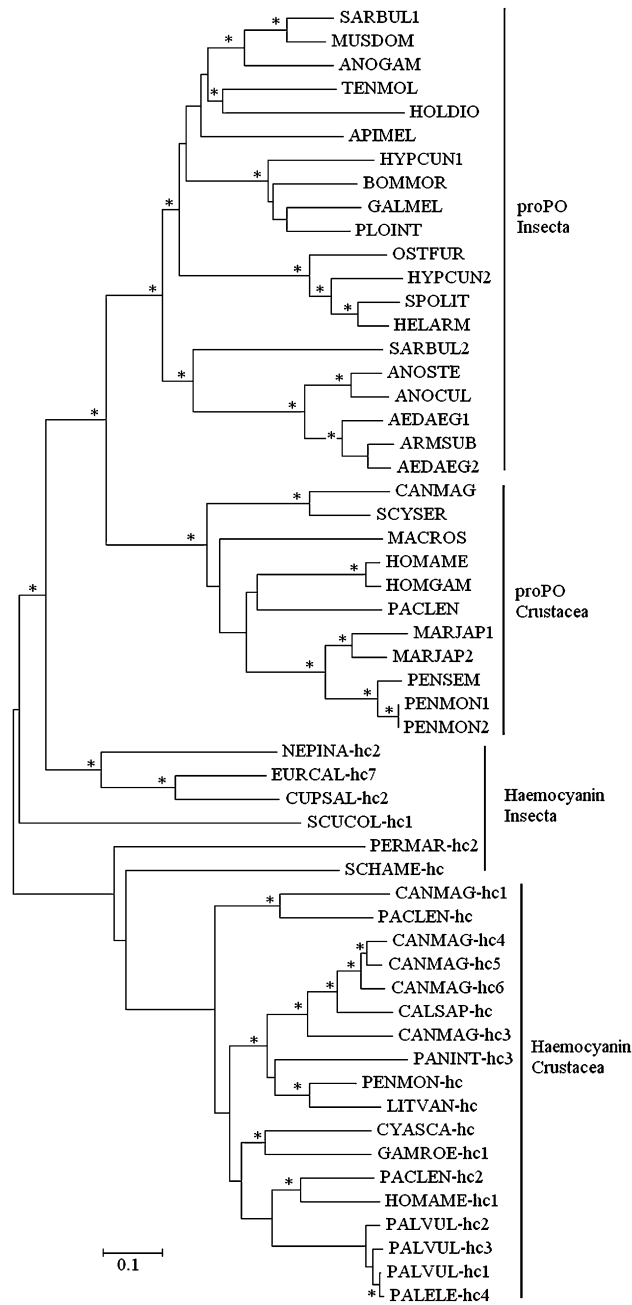 SARBUL1
MUSDOM
ANOGAM
TENMOL
HOLDIO
APIMEL
HYPCUN1
BOMMOR
GALMEL
PLOINT
OSTFUR
HYPCUN2
SPOLIT
HELARM
SARBUL2
ANOSTE
ANOCUL
AEDAEG1
ARMSUB
AEDAEG2
proPO
Insecta
CANMAG
SCYSER
MACROS
HOMAME
HOMGAM
PACLEN
MARJAP1
MARJAP2
PENSEM
PENMON1
PENMON2
proPO
Crustacea
NEPINA-hc2
EURCAL-hc7
CUPSAL-hc2
SCUCOL-hc1
PERMAR-hc2
SCHAME-hc
Haemocyanin
Insecta
CANMAG-hc1
PACLEN-hc
CANMAG-hc4
CANMAG-hc5
CANMAG-hc6
CALSAP-hc
CANMAG-hc3
PANINT-hc3
PENMON-hc
LITVAN-hc
CYASCA-hc
GAMROE-hc1
PACLEN-hc2
HOMAME-hc1
PALVUL-hc2
PALVUL-hc3
PALVUL-hc1
PALELE-hc4
Haemocyanin
Crustacea
0.1